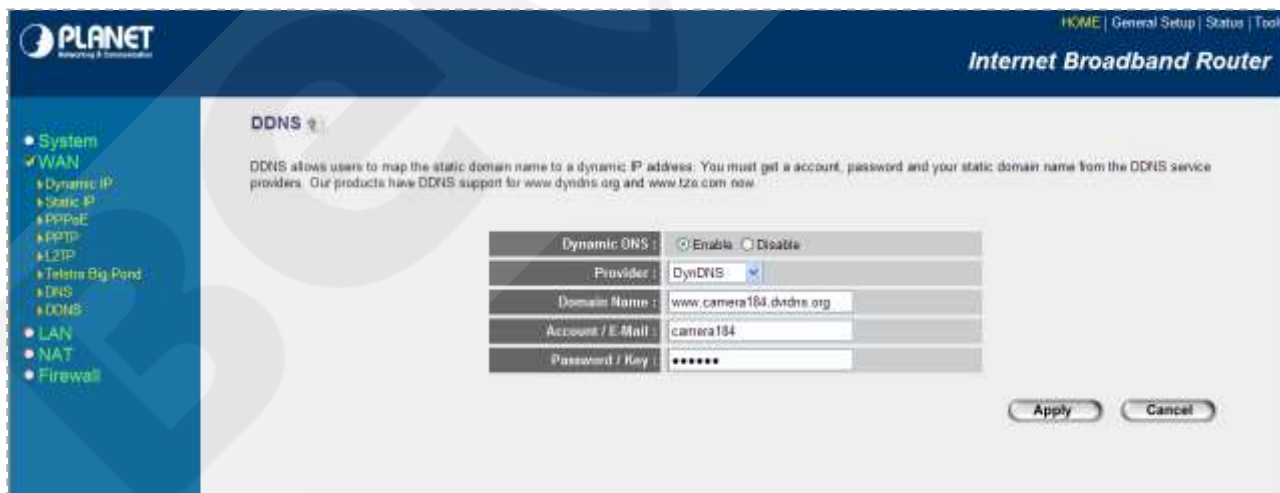 PLANET
Networking & Communication
HOME | General Setup | Status | Tool
Internet Broadband Router
System
WAN
Dynamic IP
Static IP
PPPoE
PPTP
L2TP
Telstra Big Pond
DNS
DDNS
LAN
NAT
Firewall
DDNS
DDNS allows users to map the static domain name to a dynamic IP address. You must get a account, password and your static domain name from the DDNS service
providers. Our products have DDNS support for www.dyndns.org and www.tzo.com now.
Dynamic DNS : Enable Disable
Provider : DynDNS
Domain Name : www.camera184.dvrdns.org
Account / E-Mail : camera184
Password / Key : ••••••
Apply Cancel